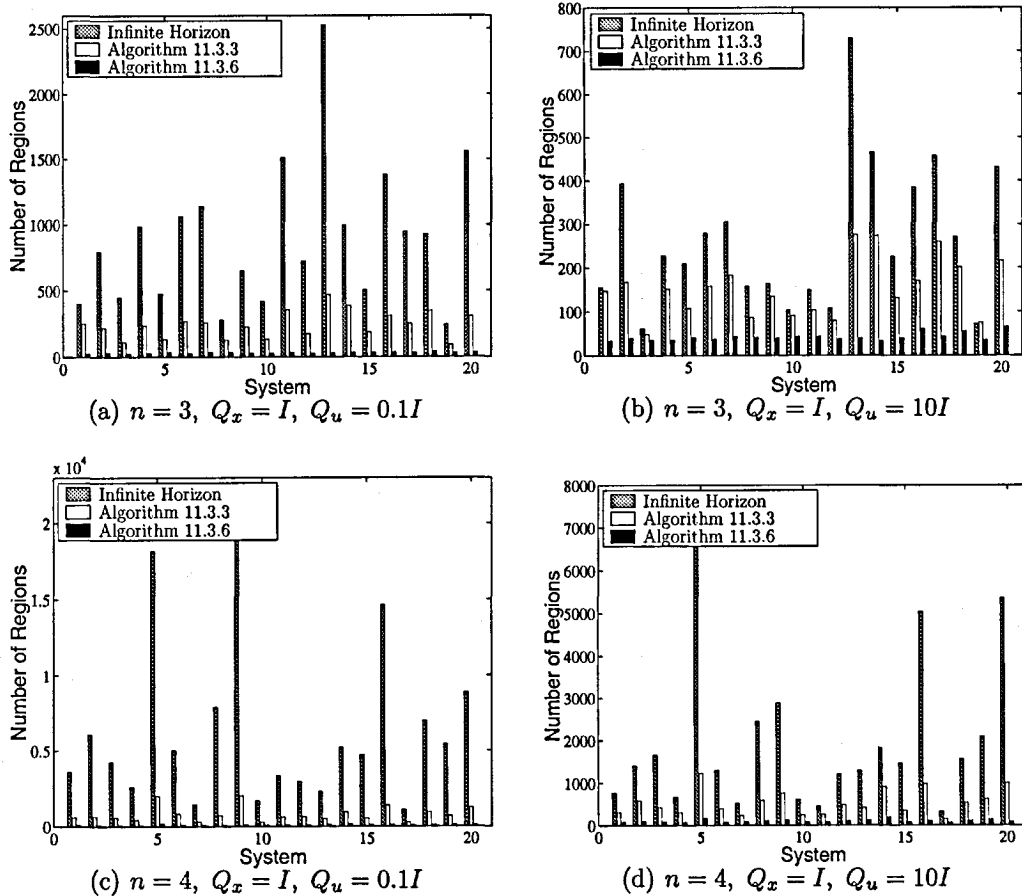 2500
2000
1500
1000
500
0
Number of Regions
Infinite Horizon
Algorithm 11.3.3
Algorithm 11.3.6
0 5 10 15 20
System
(a) n = 3, Q_x = I, Q_u = 0.1I
800
700
600
500
400
300
200
100
0
Number of Regions
Infinite Horizon
Algorithm 11.3.3
Algorithm 11.3.6
0 5 10 15 20
System
(b) n = 3, Q_x = I, Q_u = 10I
x 10^4
2
1.5
1
0.5
0
Number of Regions
Infinite Horizon
Algorithm 11.3.3
Algorithm 11.3.6
0 5 10 15 20
System
(c) n = 4, Q_x = I, Q_u = 0.1I
8000
7000
6000
5000
4000
3000
2000
1000
0
Number of Regions
Infinite Horizon
Algorithm 11.3.3
Algorithm 11.3.6
0 5 10 15 20
System
(d) n = 4, Q_x = I, Q_u = 10I